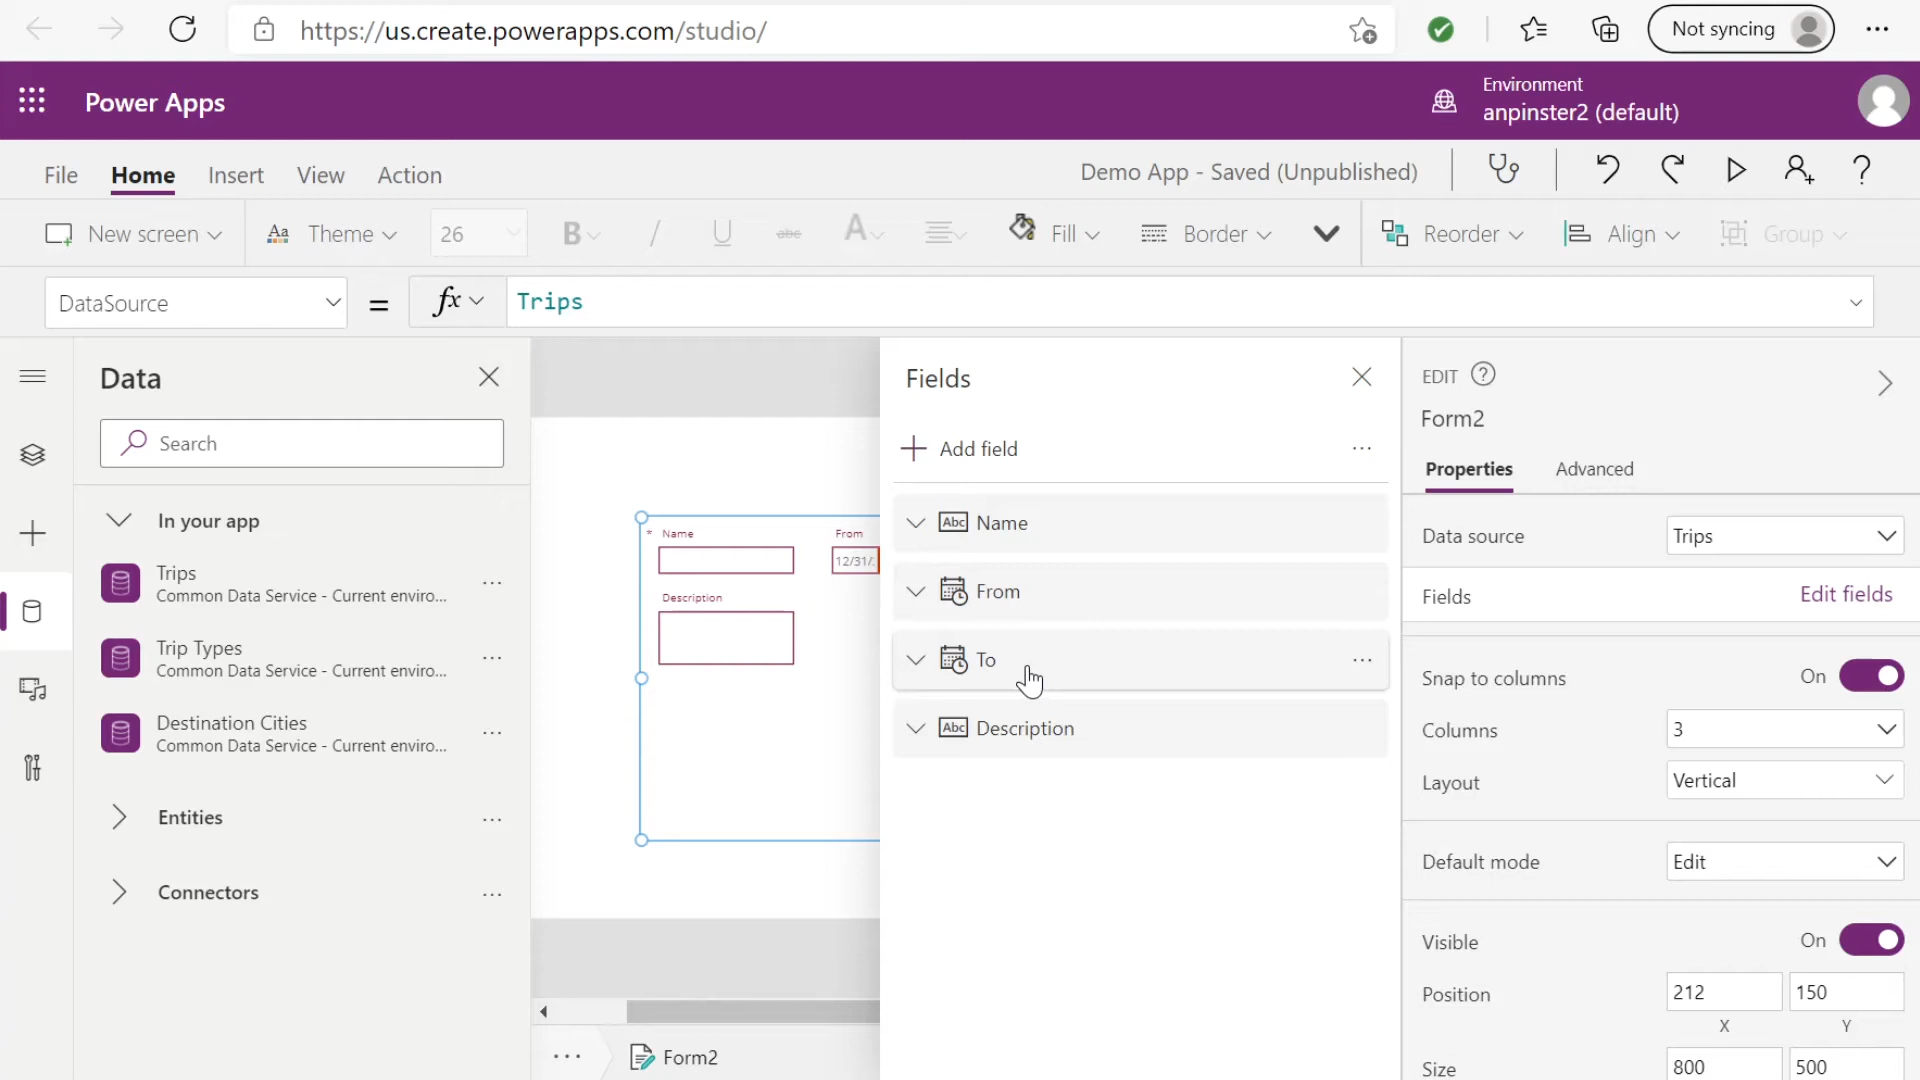 https://us.create.powerapps.com/studio/
Not syncing
Power Apps
Environment
anpinster2 (default)
File
Home
Insert
View
Action
Demo App - Saved (Unpublished)
New screen
Theme
26
B
/
U
abc
A
Fill
Border
Reorder
Align
Group
DataSource
=
fx
Trips
Data
Search
In your app
Trips
Common Data Service - Current enviro...
Trip Types
Common Data Service - Current enviro...
Destination Cities
Common Data Service - Current enviro...
Entities
Connectors
* Name
From
12/31/
Description
Form2
Fields
Add field
Abc Name
From
To
Abc Description
EDIT ?
Form2
Properties
Advanced
Data source
Trips
Fields
Edit fields
Snap to columns
On
Columns
3
Layout
Vertical
Default mode
Edit
Visible
On
Position
212
150
X
Y
Size
800
500